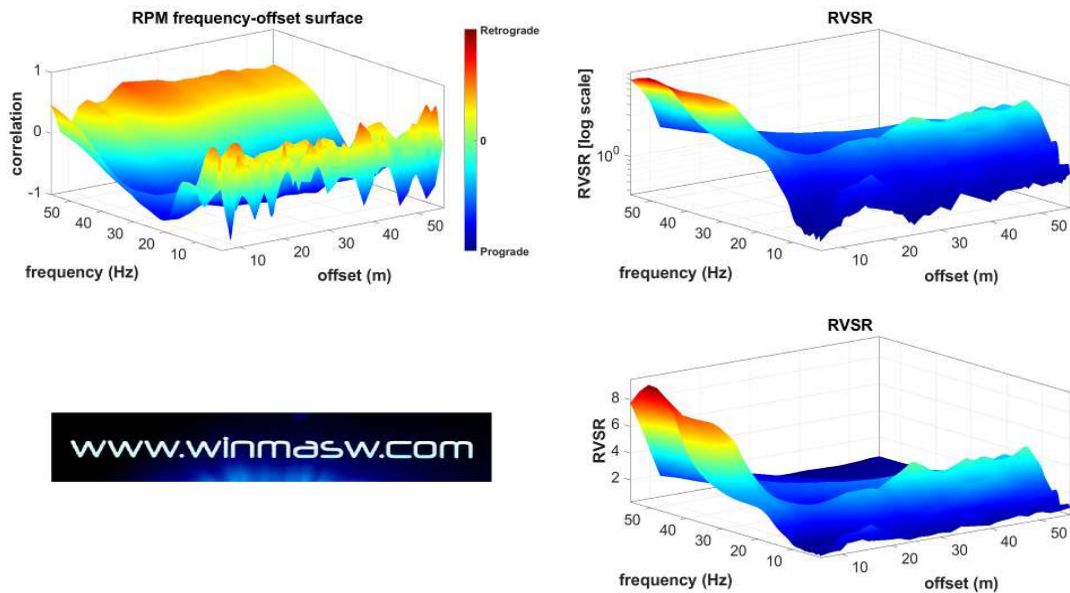 RPM frequency-offset surface
1
0
-1
correlation
50
40
30
20
10
frequency (Hz)
10
20
30
40
50
offset (m)
Retrograde
0
Prograde
RVSR
10^0
RVSR [log scale]
50
40
30
20
10
frequency (Hz)
10
20
30
40
50
offset (m)
www.winmasw.com
RVSR
8
6
4
2
RVSR
50
40
30
20
10
frequency (Hz)
10
20
30
40
50
offset (m)